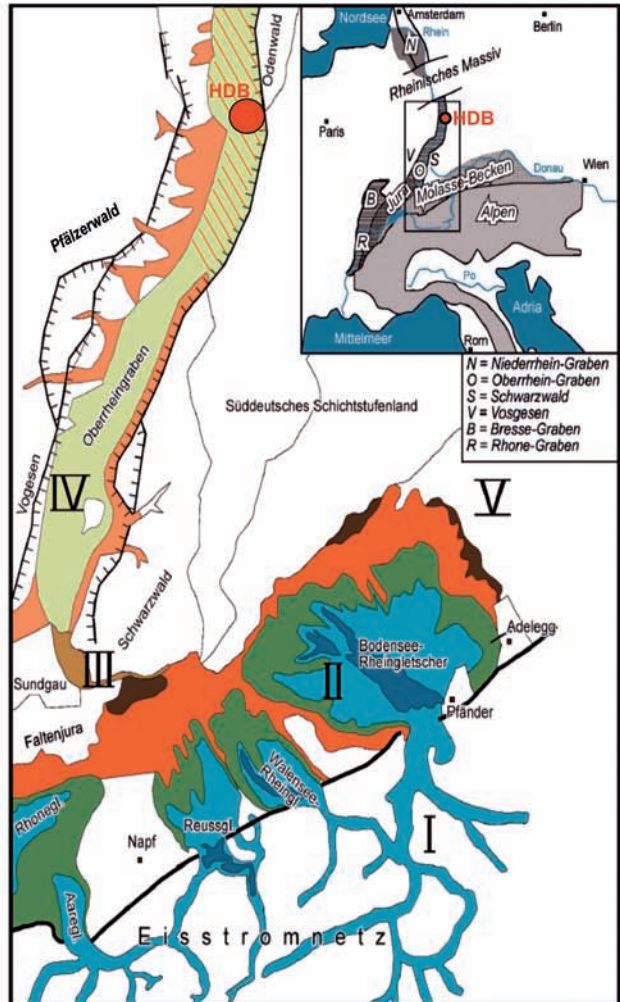 Odenwald
HDB
Pfälzerwald
Oberrheingraben
Süddeutsches Schichtstufenland
Vogesen
IV
V
Schwarzwald
III
Sundgau
Faltenjura
Bodensee-
Rheingletscher
II
Adelegg
Pfänder
Walensee-
Rheingl.
Rhonegl.
Reussgl.
Napf
I
Aaregl.
Eisstromnetz
Nordsee
Amsterdam
Berlin
Rhein
N
Rheinisches Massiv
HDB
Paris
V
S
O
Donau
Wien
Jura
Molasse-Becken
B
Alpen
R
Po
Adria
Mittelmeer
Rom
N = Niederrhein-Graben
O = Oberrhein-Graben
S = Schwarzwald
V = Vosgesen
B = Bresse-Graben
R = Rhone-Graben